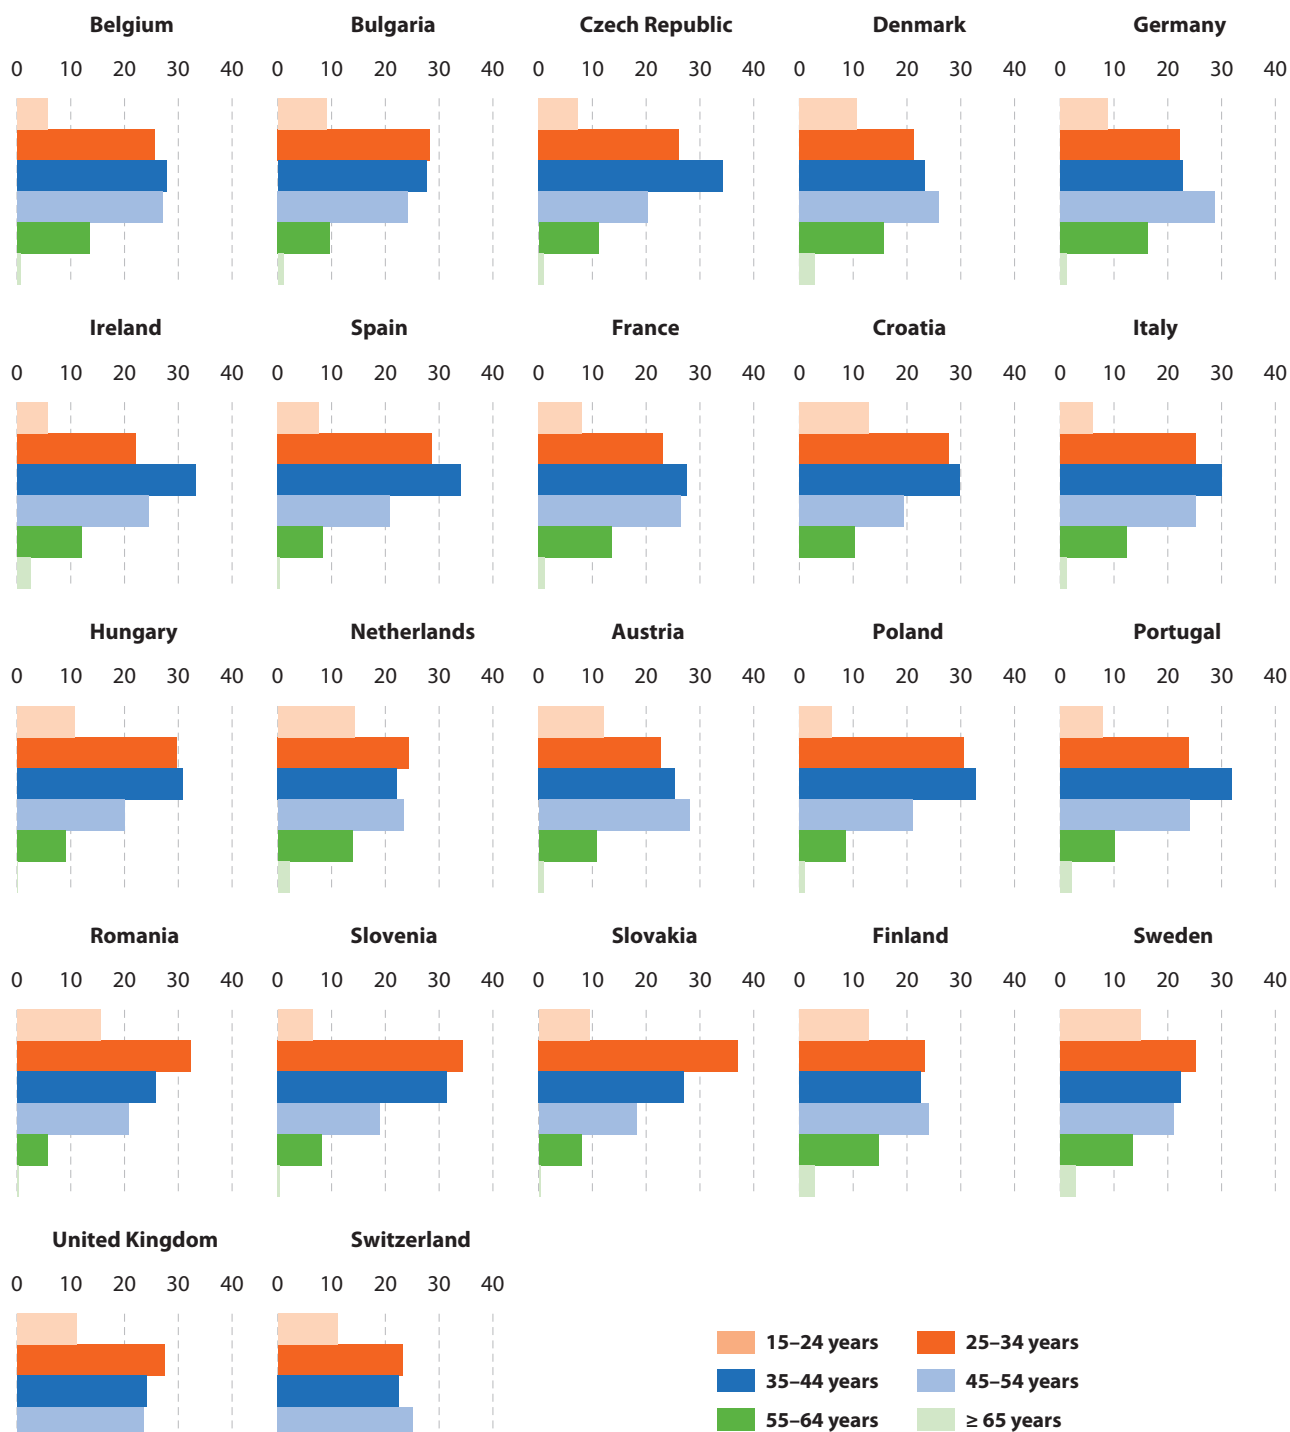 Belgium Bulgaria Czech Republic Denmark Germany
0 10 20 30 40 0 10 20 30 40 0 10 20 30 40 0 10 20 30 40 0 10 20 30 40
Ireland Spain France Croatia Italy
0 10 20 30 40 0 10 20 30 40 0 10 20 30 40 0 10 20 30 40 0 10 20 30 40
Hungary Netherlands Austria Poland Portugal
0 10 20 30 40 0 10 20 30 40 0 10 20 30 40 0 10 20 30 40 0 10 20 30 40
Romania Slovenia Slovakia Finland Sweden
0 10 20 30 40 0 10 20 30 40 0 10 20 30 40 0 10 20 30 40 0 10 20 30 40
United Kingdom Switzerland
0 10 20 30 40 0 10 20 30 40
15–24 years 25–34 years
35–44 years 45–54 years
55–64 years ≥ 65 years